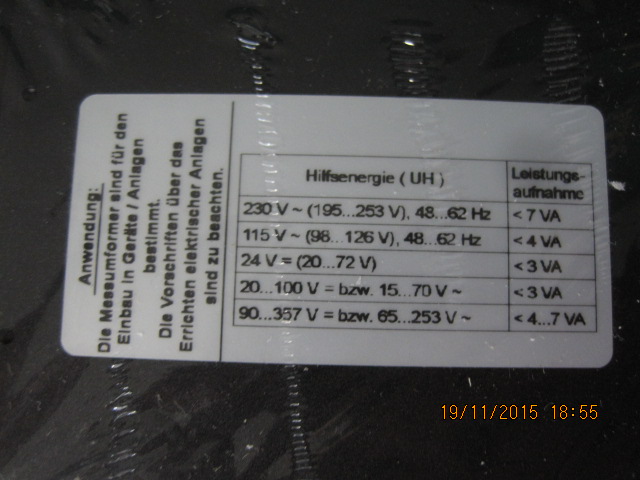 Anwendung:
Die Messumformer sind für den
Einbau in Geräte / Anlagen
bestimmt.
Die Vorschriften über das
Errichten elektrischer Anlagen
sind zu beachten.
Hilfsenergie ( UH ) Leistungs-
aufnahme
230 V ~ (195...253 V), 48...62 Hz < 7 VA
115 V ~ (98...126 V), 48...62 Hz < 4 VA
24 V = (20...72 V) < 3 VA
20...100 V = bzw. 15...70 V ~ < 3 VA
90...357 V = bzw. 65...253 V ~ < 4...7 VA
19/11/2015 18:55